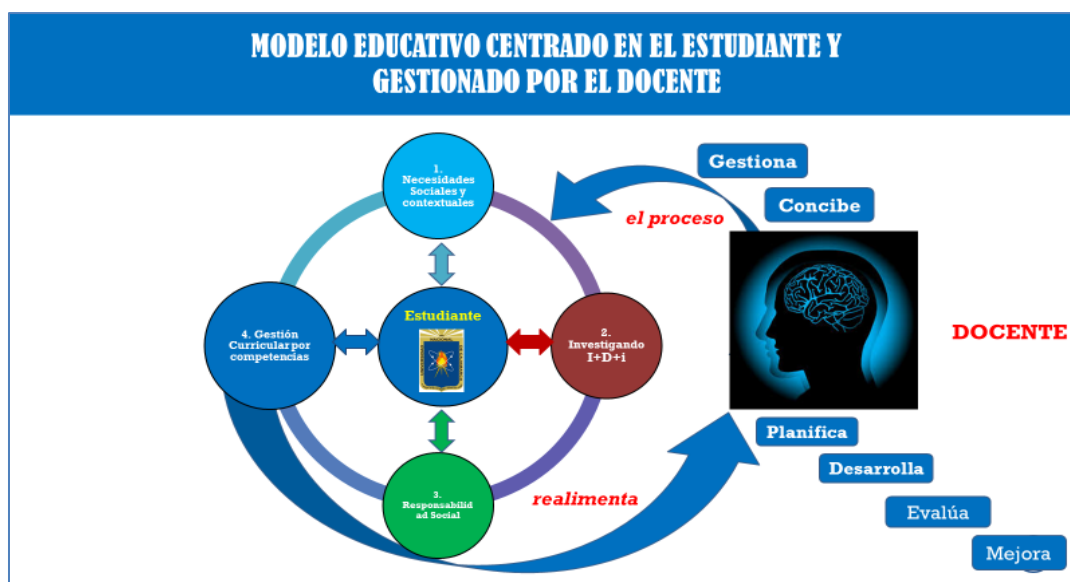 MODELO EDUCATIVO CENTRADO EN EL ESTUDIANTE Y
GESTIONADO POR EL DOCENTE
1.
Necesidades
Sociales y
contextuales
Gestiona
Concibe
el proceso
Estudiante
4. Gestión
Curricular por
competencias
2.
Investigando
I+D+i
DOCENTE
Planifica
Desarrolla
Evalúa
Mejora
3.
Responsabilid
ad Social
realimenta